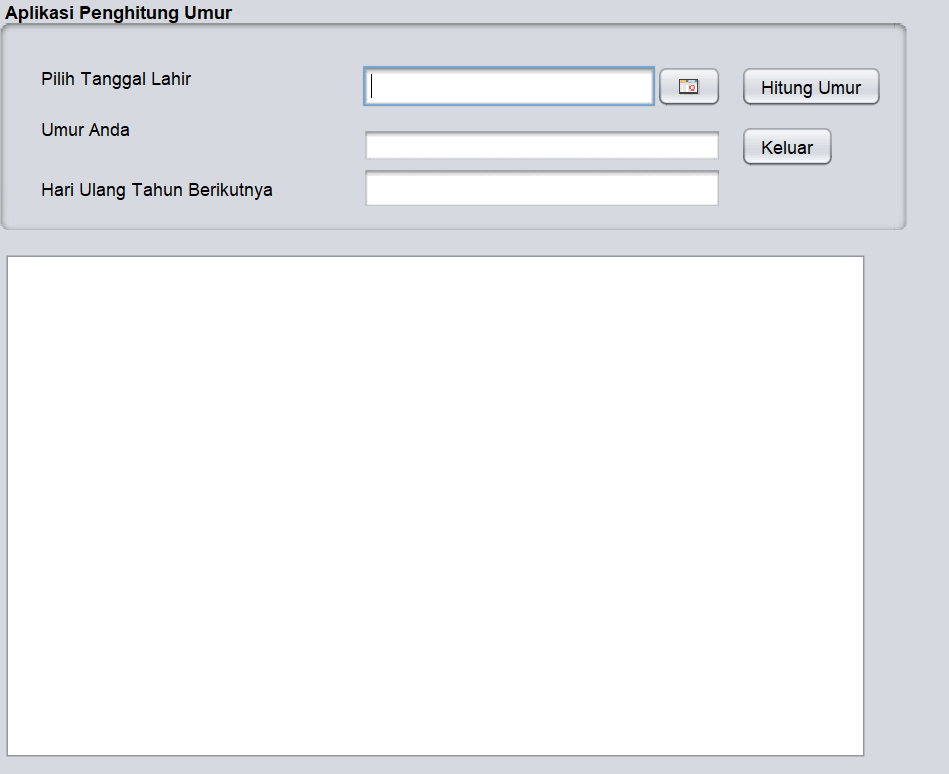 Aplikasi Penghitung Umur
Pilih Tanggal Lahir
Hitung Umur
Umur Anda
Keluar
Hari Ulang Tahun Berikutnya